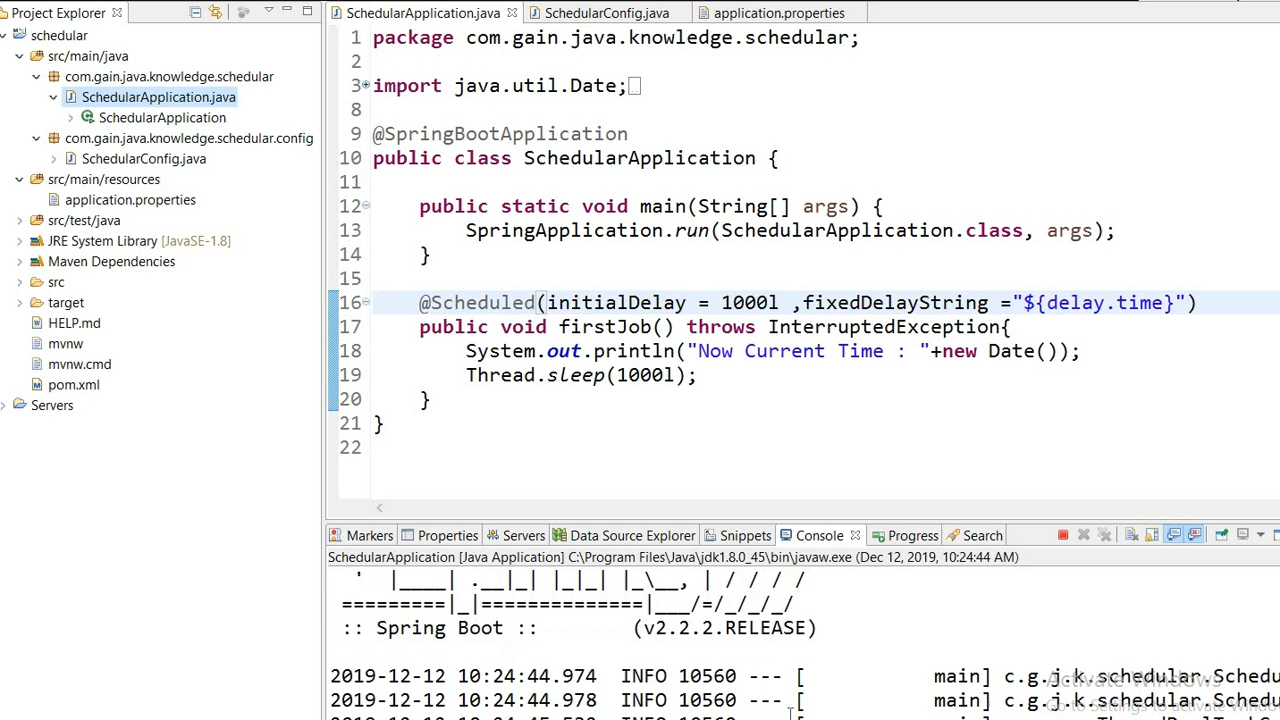 Project Explorer
schedular
src/main/java
com.gain.java.knowledge.schedular
SchedularApplication.java
SchedularApplication
com.gain.java.knowledge.schedular.config
SchedularConfig.java
src/main/resources
application.properties
src/test/java
JRE System Library [JavaSE-1.8]
Maven Dependencies
src
target
HELP.md
mvnw
mvnw.cmd
pom.xml
Servers
SchedularApplication.java SchedularConfig.java application.properties
1 package com.gain.java.knowledge.schedular;
2
3 import java.util.Date;
8
9 @SpringBootApplication
10 public class SchedularApplication {
11
12 public static void main(String[] args) {
13 SpringApplication.run(SchedularApplication.class, args);
14 }
15
16 @Scheduled(initialDelay = 1000l ,fixedDelayString ="${delay.time}")
17 public void firstJob() throws InterruptedException{
18 System.out.println("Now Current Time : "+new Date());
19 Thread.sleep(1000l);
20 }
21 }
22
Markers Properties Servers Data Source Explorer Snippets Console Progress Search
SchedularApplication [Java Application] C:\Program Files\Java\jdk1.8.0_45\bin\javaw.exe (Dec 12, 2019, 10:24:44 AM)
' |____| .__|_| |_|_| |_\__, | / / / /
=========|_|==============|___/=/_/_/_/
:: Spring Boot :: (v2.2.2.RELEASE)
2019-12-12 10:24:44.974 INFO 10560 --- [ main] c.g.j.k.schedular.Schedu
2019-12-12 10:24:44.978 INFO 10560 --- [ main] c.g.j.k.schedular.Schedu
Activate Windows